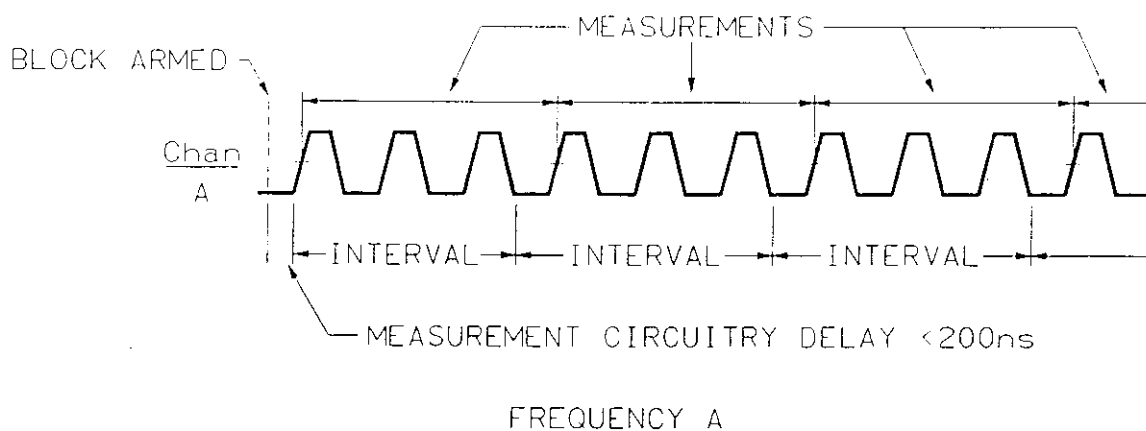 MEASUREMENTS
BLOCK ARMED
Chan
A
INTERVAL INTERVAL INTERVAL
MEASUREMENT CIRCUITRY DELAY <200ns
FREQUENCY A